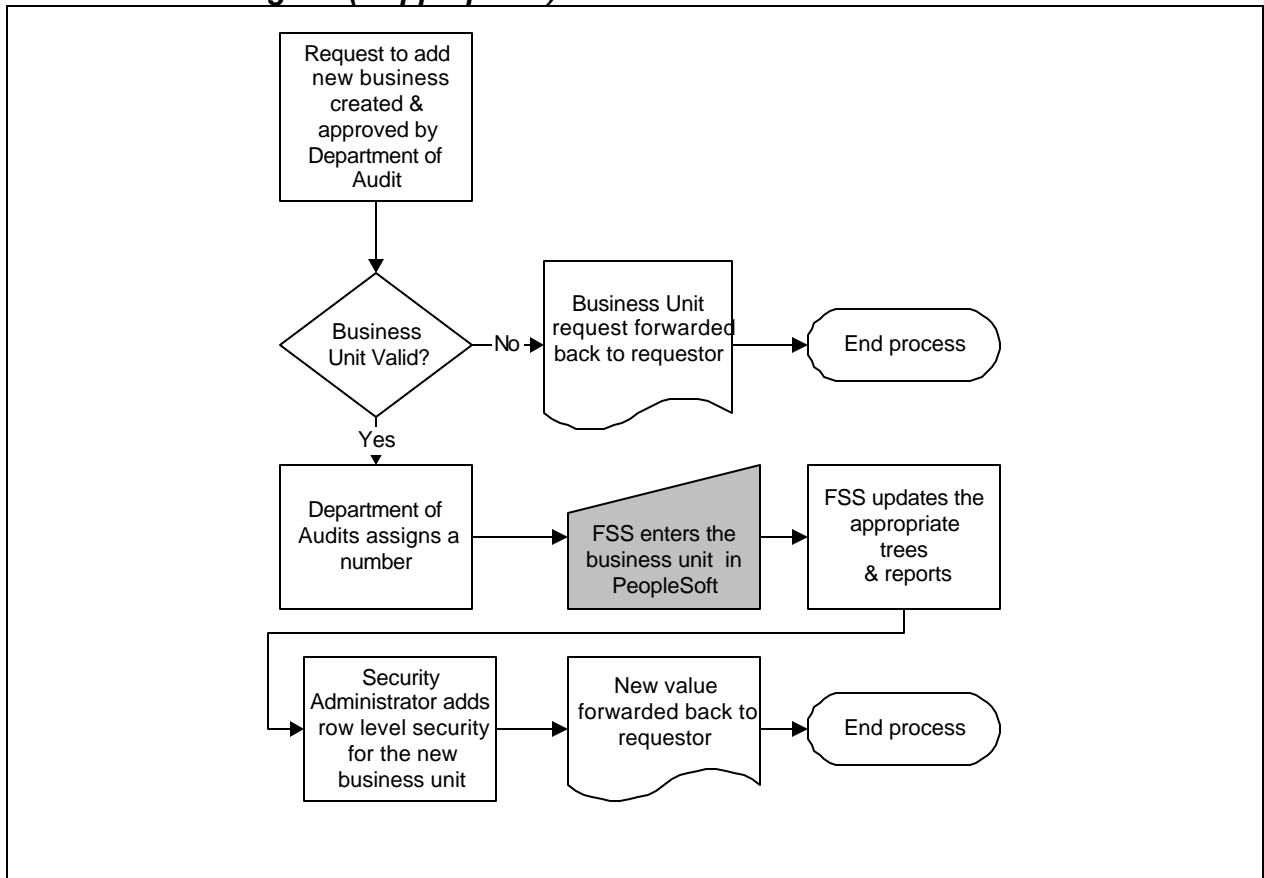 Request to add
new business
created &
approved by
Department of
Audit
Business
Unit Valid?
No
Business Unit
request forwarded
back to requestor
End process
Yes
Department of
Audits assigns a
number
FSS enters the
business unit in
PeopleSoft
FSS updates the
appropriate
trees
& reports
Security
Administrator adds
row level security
for the new
business unit
New value
forwarded back to
requestor
End process